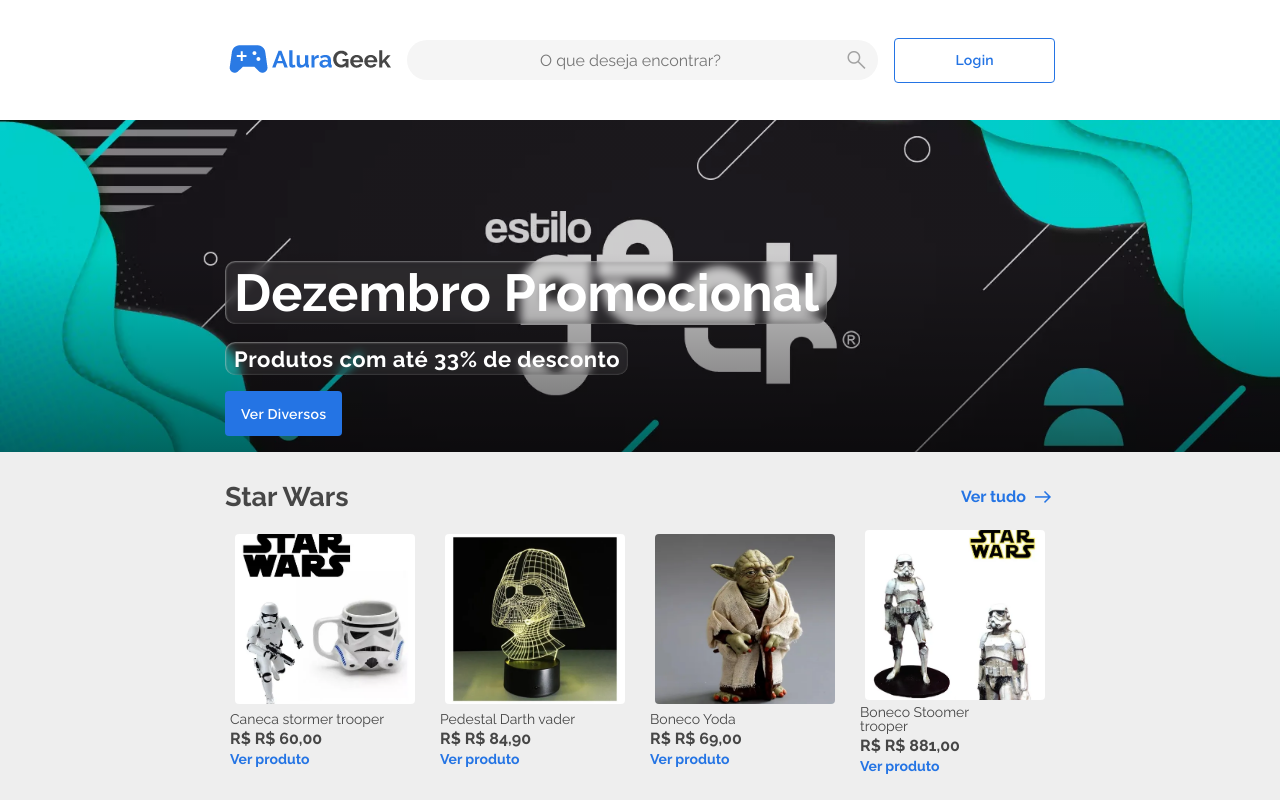 AluraGeek
O que deseja encontrar?
Login
estilo
geek
®
Dezembro Promocional
Produtos com até 33% de desconto
Ver Diversos
Star Wars
Ver tudo
STAR
WARS
STAR
WARS
Caneca stormer trooper
R$ R$ 60,00
Ver produto
Pedestal Darth vader
R$ R$ 84,90
Ver produto
Boneco Yoda
R$ R$ 69,00
Ver produto
Boneco Stoomer
trooper
R$ R$ 881,00
Ver produto